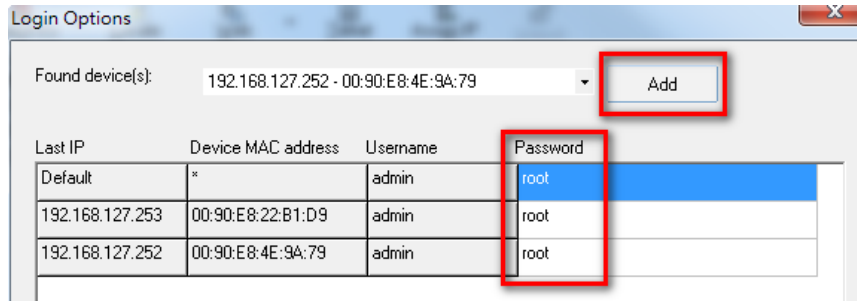 Login Options
x
Found device(s): 192.168.127.252 - 00:90:E8:4E:9A:79 Add
Last IP Device MAC address Username Password
Default * admin root
192.168.127.253 00:90:E8:22:B1:D9 admin root
192.168.127.252 00:90:E8:4E:9A:79 admin root